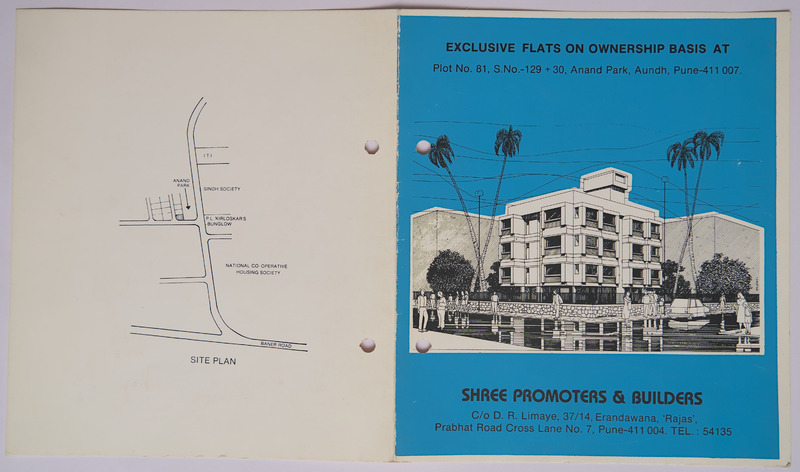 I T I
ANAND
PARK
SINDH SOCIETY
P.L. KIRLOSKAR'S
BUNGLOW
NATIONAL CO-OPERATIVE
HOUSING SOCIETY
BANER ROAD
SITE PLAN
EXCLUSIVE FLATS ON OWNERSHIP BASIS AT
Plot No. 81, S.No.-129 + 30, Anand Park, Aundh, Pune-411 007.
SHREE PROMOTERS & BUILDERS
C/o D. R. Limaye, 37/14, Erandawana, 'Rajas',
Prabhat Road Cross Lane No. 7, Pune-411 004. TEL. : 54135